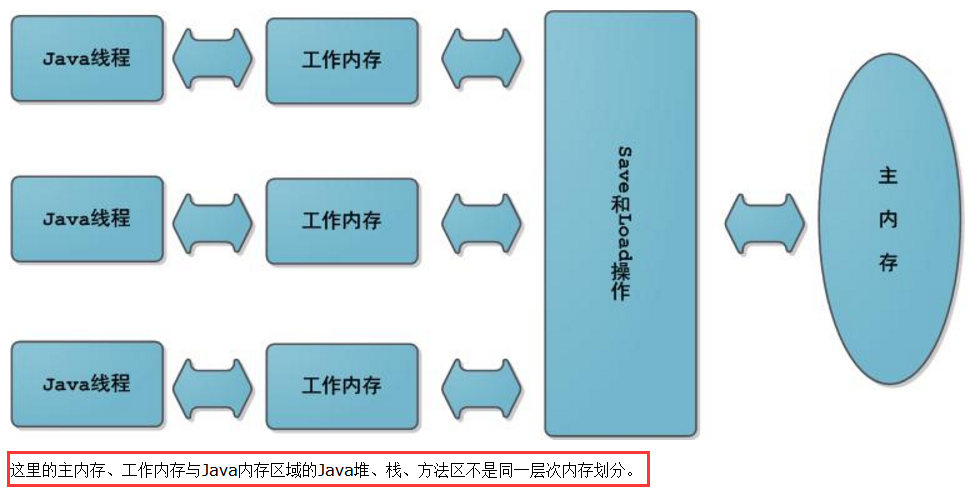 Java线程
工作内存
Java线程
工作内存
Java线程
工作内存
Save和Load操作
主内存
这里的主内存、工作内存与Java内存区域的Java堆、栈、方法区不是同一层次内存划分。